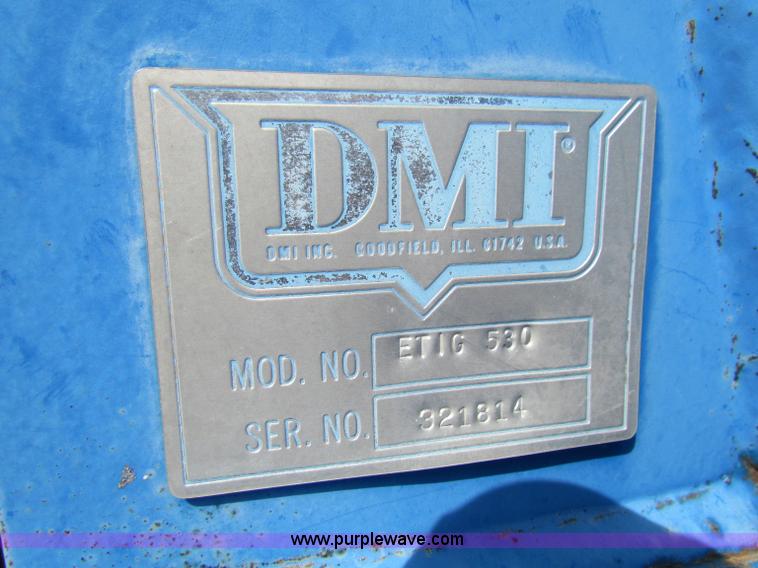 DMI®
DMI INC. GOODFIELD, ILL. 61742 U.S.A.
MOD. NO. ETIG 530
SER. NO. 321814
www.purplewave.com